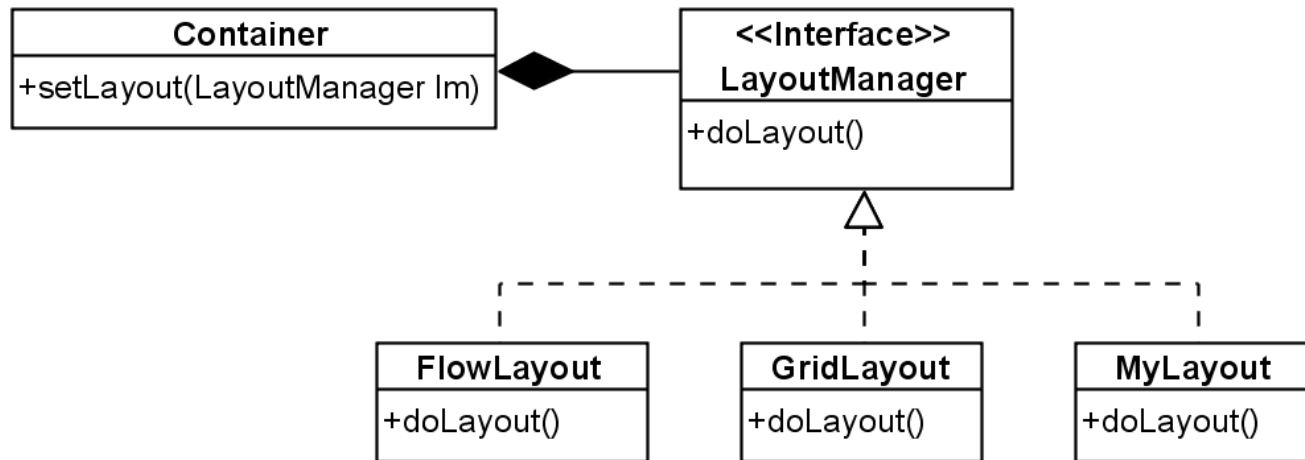 Container
+setLayout(LayoutManager lm)
<<Interface>>
LayoutManager
+doLayout()
FlowLayout
+doLayout()
GridLayout
+doLayout()
MyLayout
+doLayout()